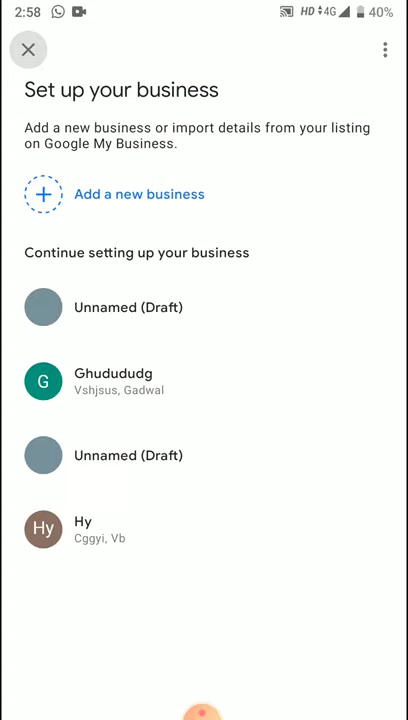 2:58 HD 4G 40%
Set up your business
Add a new business or import details from your listing
on Google My Business.
Add a new business
Continue setting up your business
Unnamed (Draft)
G Ghudududg
Vshjsus, Gadwal
Unnamed (Draft)
Hy Hy
Cggyi, Vb